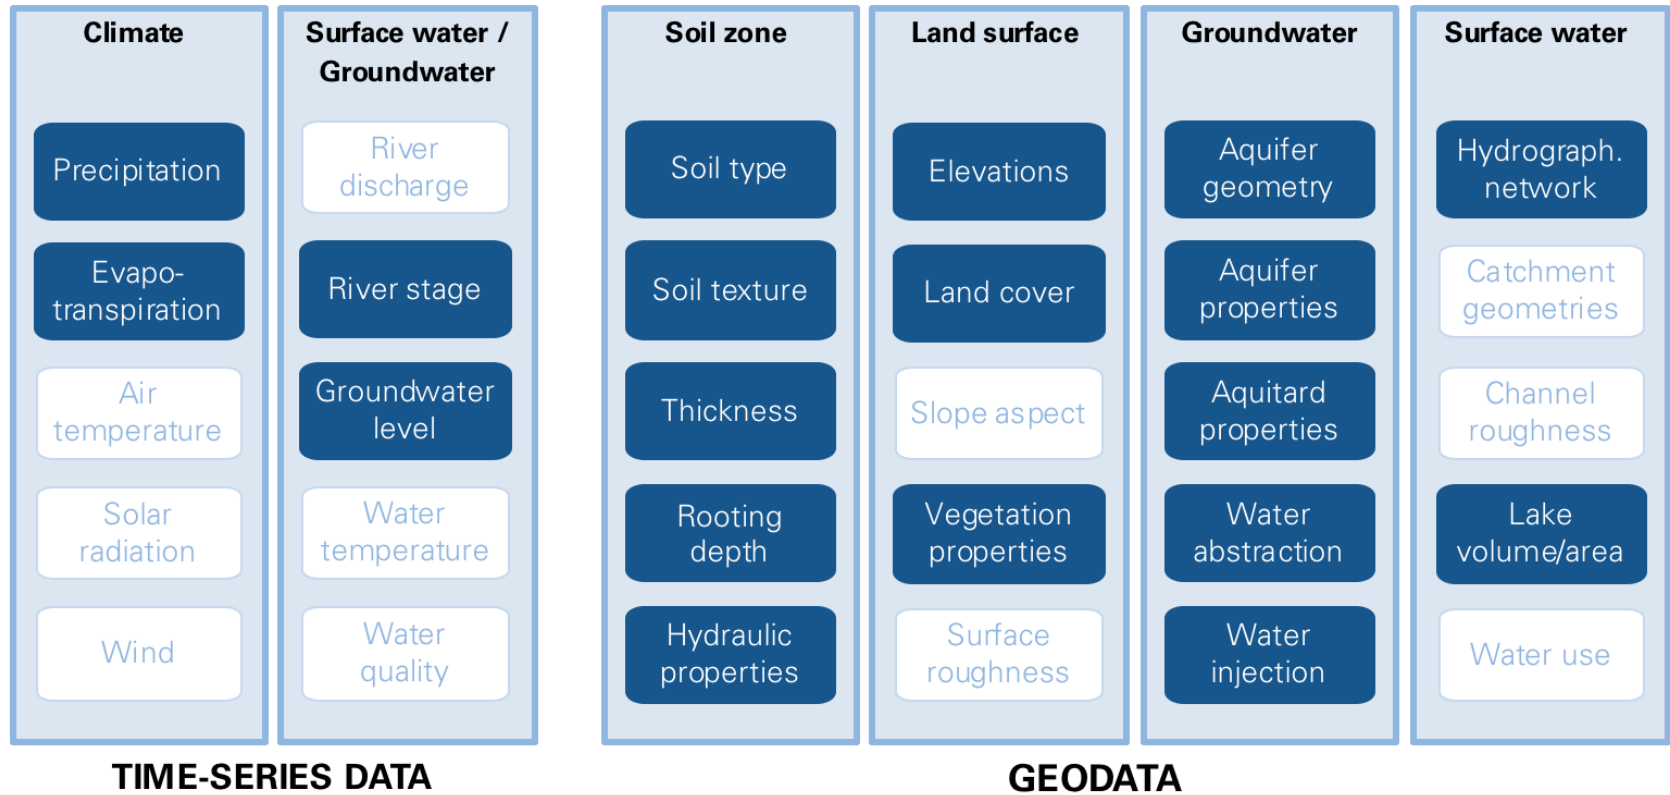 Climate
Precipitation
Evapo-
transpiration
Air
temperature
Solar
radiation
Wind
Surface water /
Groundwater
River
discharge
River stage
Groundwater
level
Water
temperature
Water
quality
TIME-SERIES DATA
Soil zone
Soil type
Soil texture
Thickness
Rooting
depth
Hydraulic
properties
Land surface
Elevations
Land cover
Slope aspect
Vegetation
properties
Surface
roughness
Groundwater
Aquifer
geometry
Aquifer
properties
Aquitard
properties
Water
abstraction
Water
injection
Surface water
Hydrograph.
network
Catchment
geometries
Channel
roughness
Lake
volume/area
Water use
GEODATA